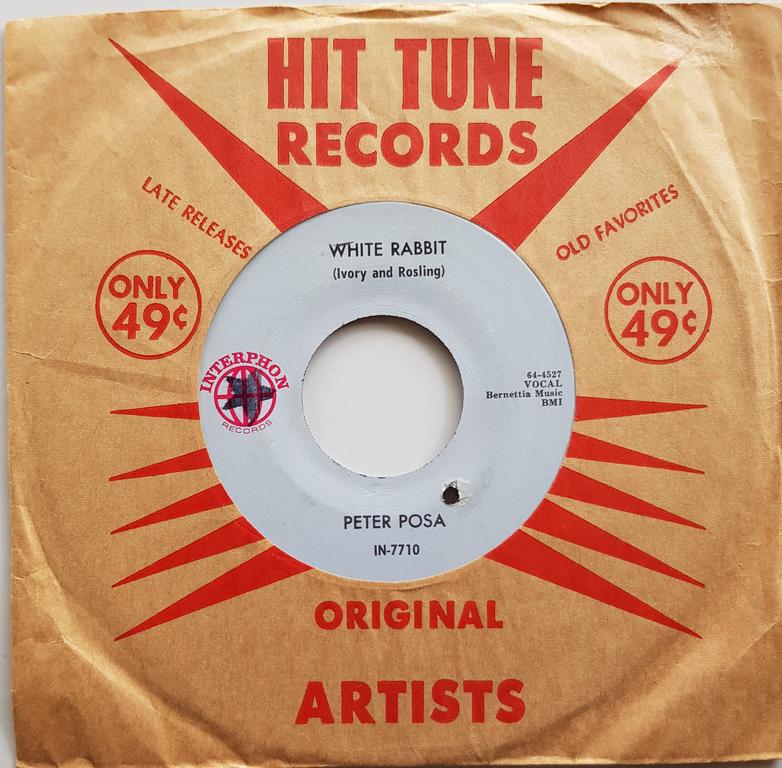 HIT TUNE
RECORDS
LATE RELEASES
OLD FAVORITES
ONLY
49¢
ONLY
49¢
WHITE RABBIT
(Ivory and Rosling)
INTERPHON
RECORDS
64-4527
VOCAL
Bernettia Music
BMI
PETER POSA
IN-7710
ORIGINAL
ARTISTS